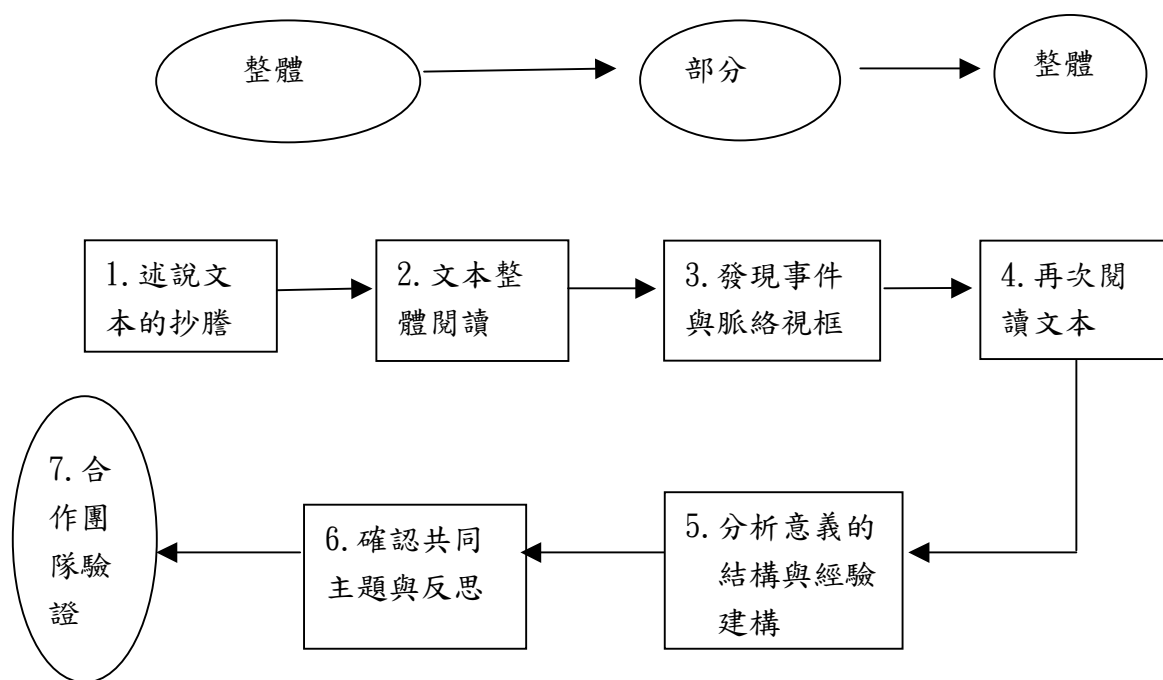 整體
部分
整體
1.述說文
本的抄謄
2.文本整
體閱讀
3.發現事件
與脈絡視框
4.再次閱
讀文本
5.分析意義的
結構與經驗
建構
6.確認共同
主題與反思
7.合
作團
隊驗
證